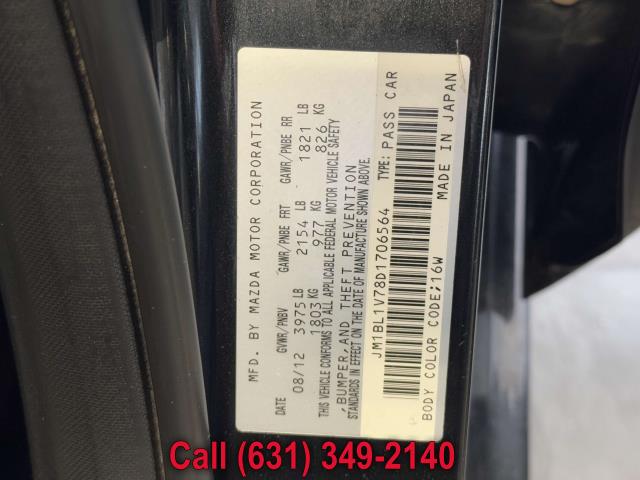 MFD. BY MAZDA MOTOR CORPORATION
DATE GVWR/PNBV GAWR/PNBE FRT GAWR/PNBE RR
08/12 3975 LB 2154 LB 1821 LB
1803 KG 977 KG 826 KG
THIS VEHICLE CONFORMS TO ALL APPLICABLE FEDERAL MOTOR VEHICLE SAFETY
,BUMPER,AND THEFT PREVENTION
STANDARDS IN EFFECT ON THE DATE OF MANUFACTURE SHOWN ABOVE.
JM1BL1V78D1706564 TYPE: PASS CAR
BODY COLOR CODE;16W MADE IN JAPAN
Call (631) 349-2140